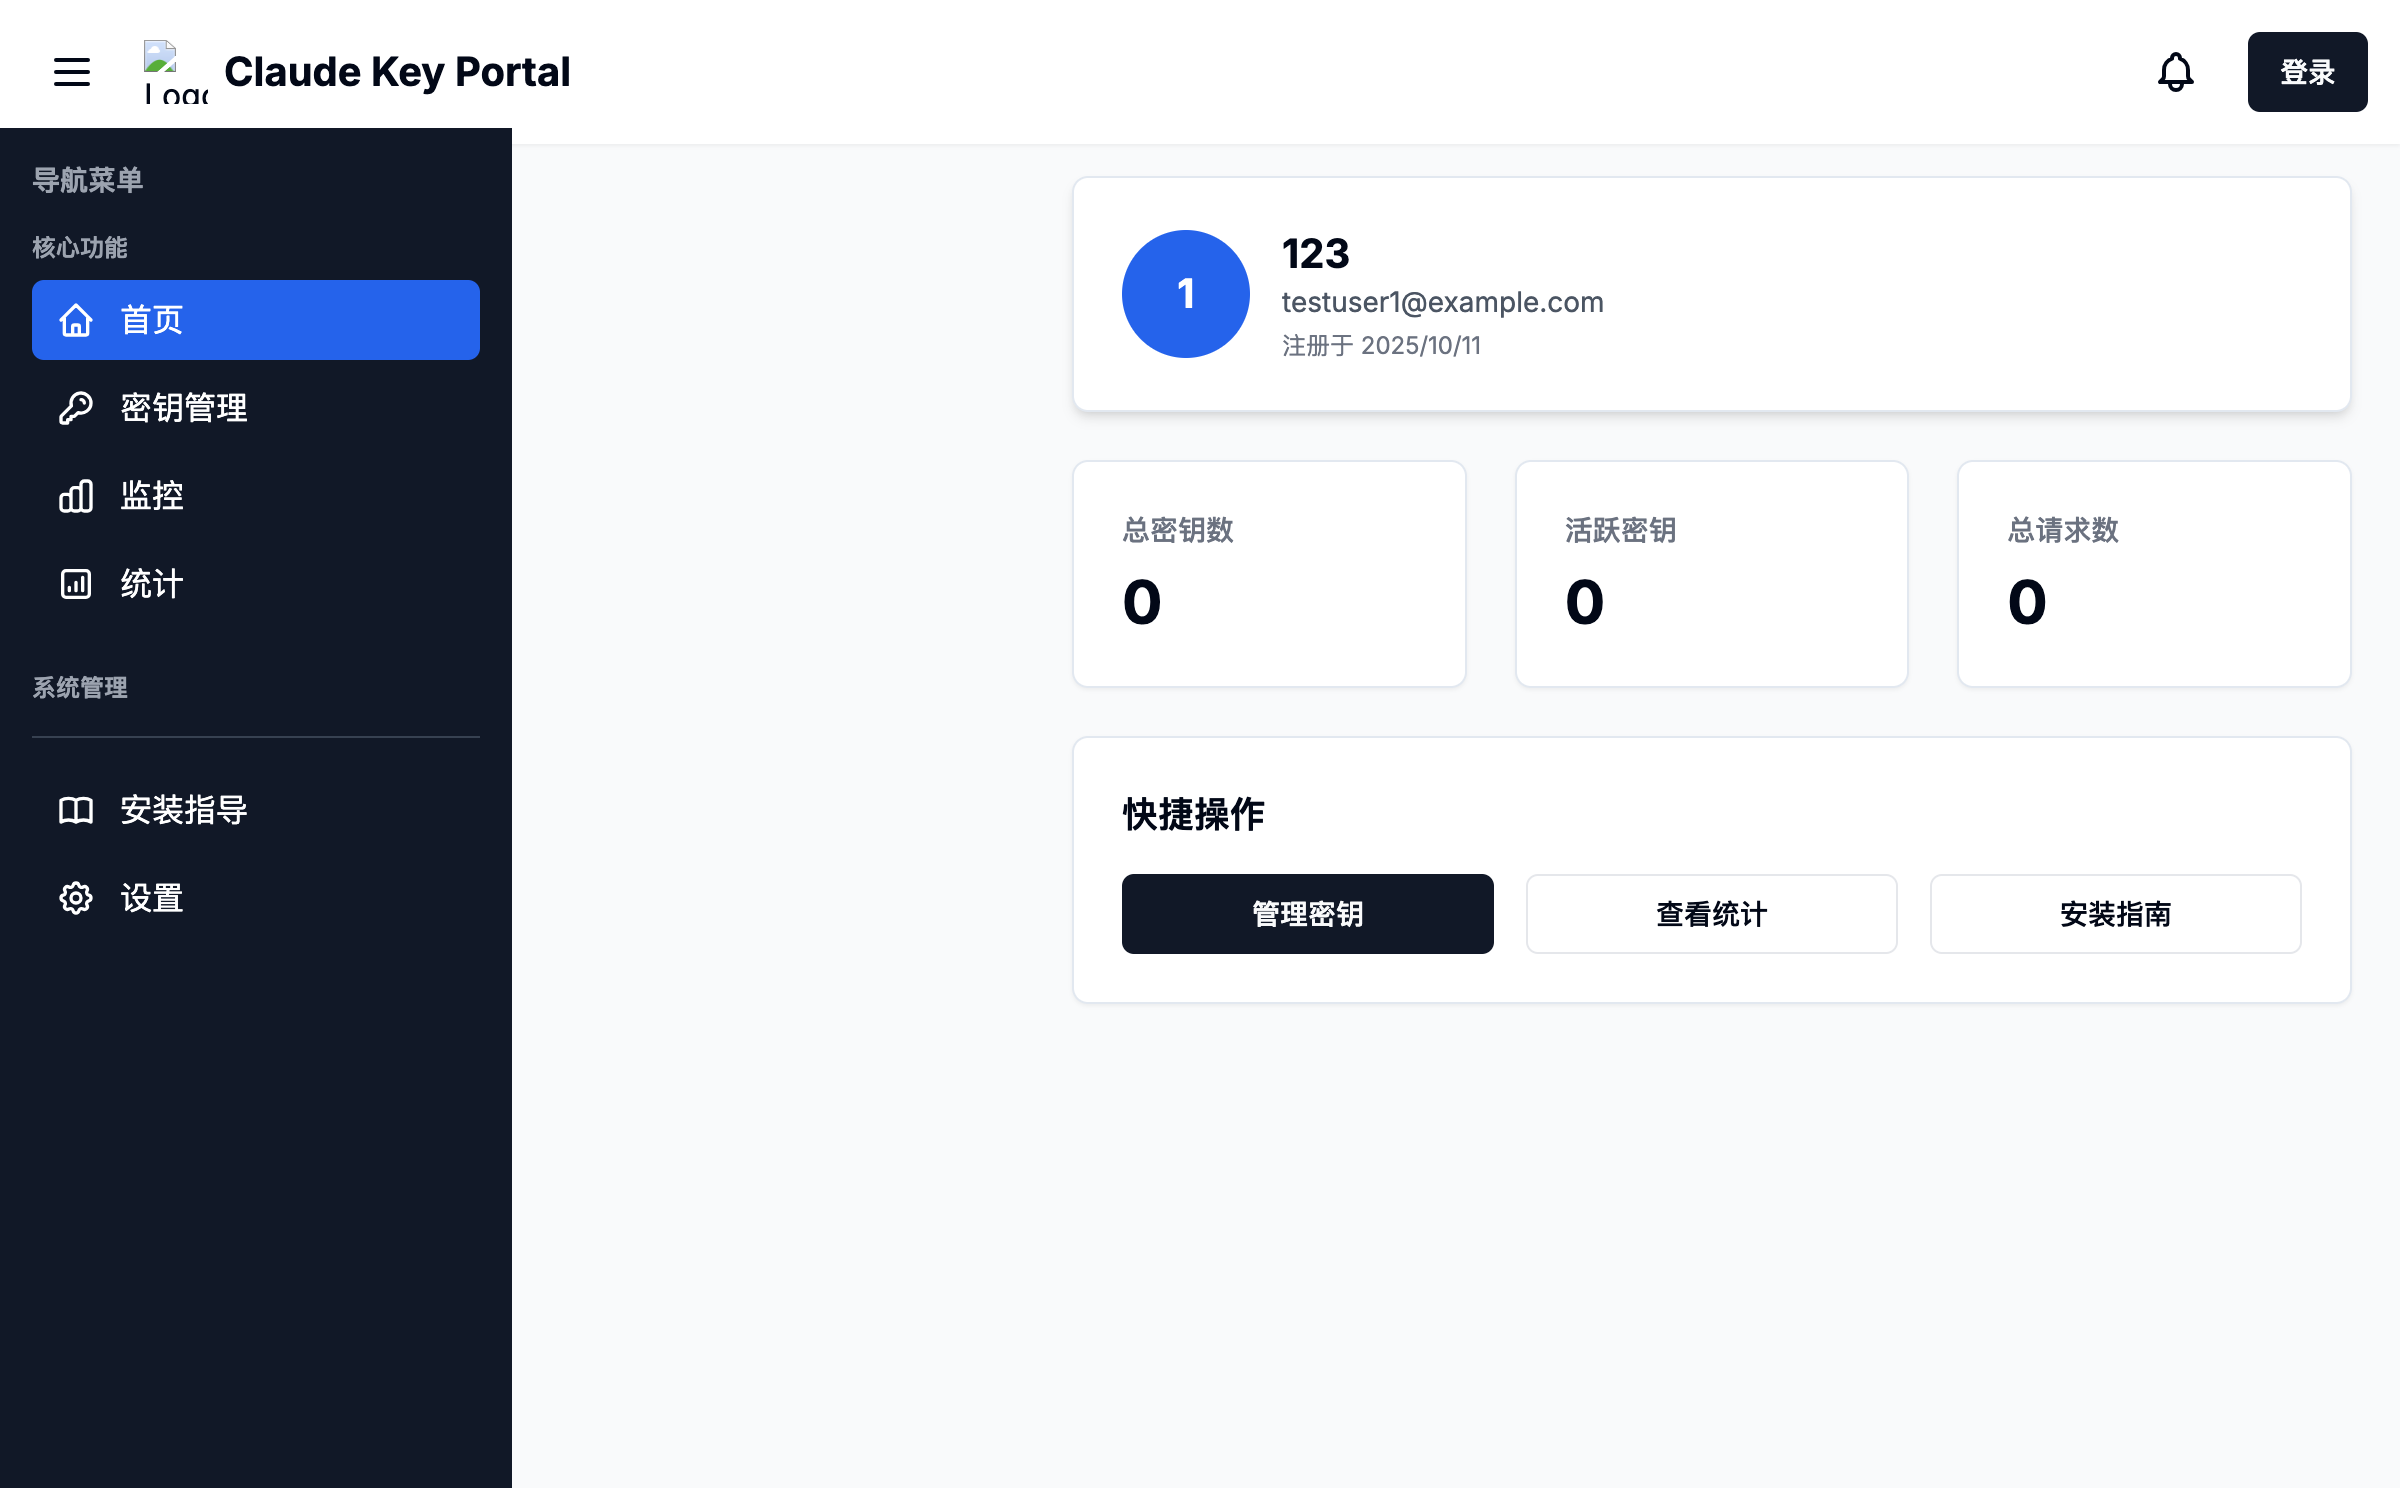 Logo
Claude Key Portal
登录
导航菜单
核心功能
首页
密钥管理
监控
统计
系统管理
安装指导
设置
1
123
testuser1@example.com
注册于 2025/10/11
总密钥数
0
活跃密钥
0
总请求数
0
快捷操作
管理密钥
查看统计
安装指南